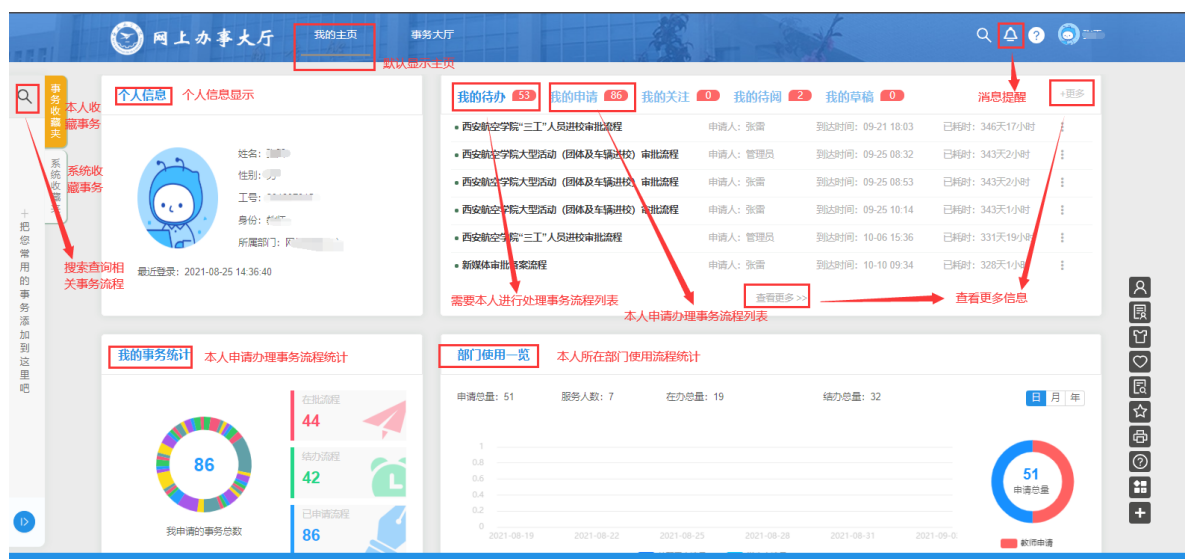 网上办事大厅
我的主页
事务大厅
默认显示主页
事务收藏夹
本人收
藏事务
系统收
藏事务
+
把您常用的事务添加到这里吧
搜索查询相
关事务流程
个人信息
个人信息显示
姓名:
性别:
工号:
身份:
所属部门:
最近登录: 2021-08-25 14:36:40
我的待办 53 我的申请 86 我的关注 0 我的待阅 2 我的草稿 0
消息提醒
+更多
西安航空学院"三工"人员进校审批流程 申请人: 张雷 到达时间: 09-21 18:03 已耗时: 346天17小时
西安航空学院大型活动(团体及车辆进校)审批流程 申请人: 管理员 到达时间: 09-25 08:32 已耗时: 343天2小时
西安航空学院大型活动(团体及车辆进校)审批流程 申请人: 张雷 到达时间: 09-25 08:53 已耗时: 343天2小时
西安航空学院大型活动(团体及车辆进校)审批流程 申请人: 张雷 到达时间: 09-25 10:14 已耗时: 343天1小时
西安航空学院"三工"人员进校审批流程 申请人: 管理员 到达时间: 10-06 15:36 已耗时: 331天19小时
新媒体审批备案流程 申请人: 张雷 到达时间: 10-10 09:34 已耗时: 328天1小时
需要本人进行处理事务流程列表
查看更多>>
查看更多信息
本人申请办理事务流程列表
我的事务统计
本人申请办理事务流程统计
86
我申请的事务总数
在批流程
44
结办流程
42
已申请流程
86
部门使用一览
本人所在部门使用流程统计
申请总量: 51 服务人数: 7 在办总量: 19 结办总量: 32
日 月 年
1
0.8
0.6
0.4
0.2
0
2021-08-19 2021-08-22 2021-08-25 2021-08-28 2021-08-31 2021-09-0
51
申请总量
教师申请